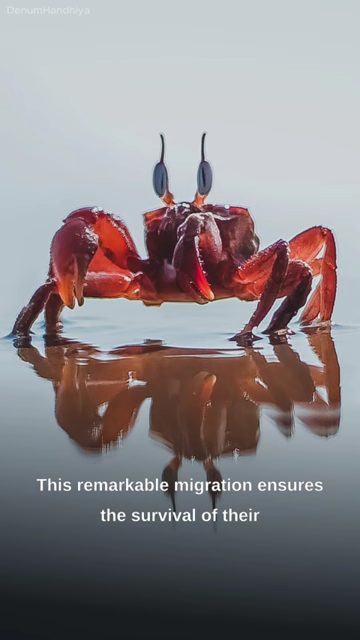 DenumHandhiya
This remarkable migration ensures
the survival of their